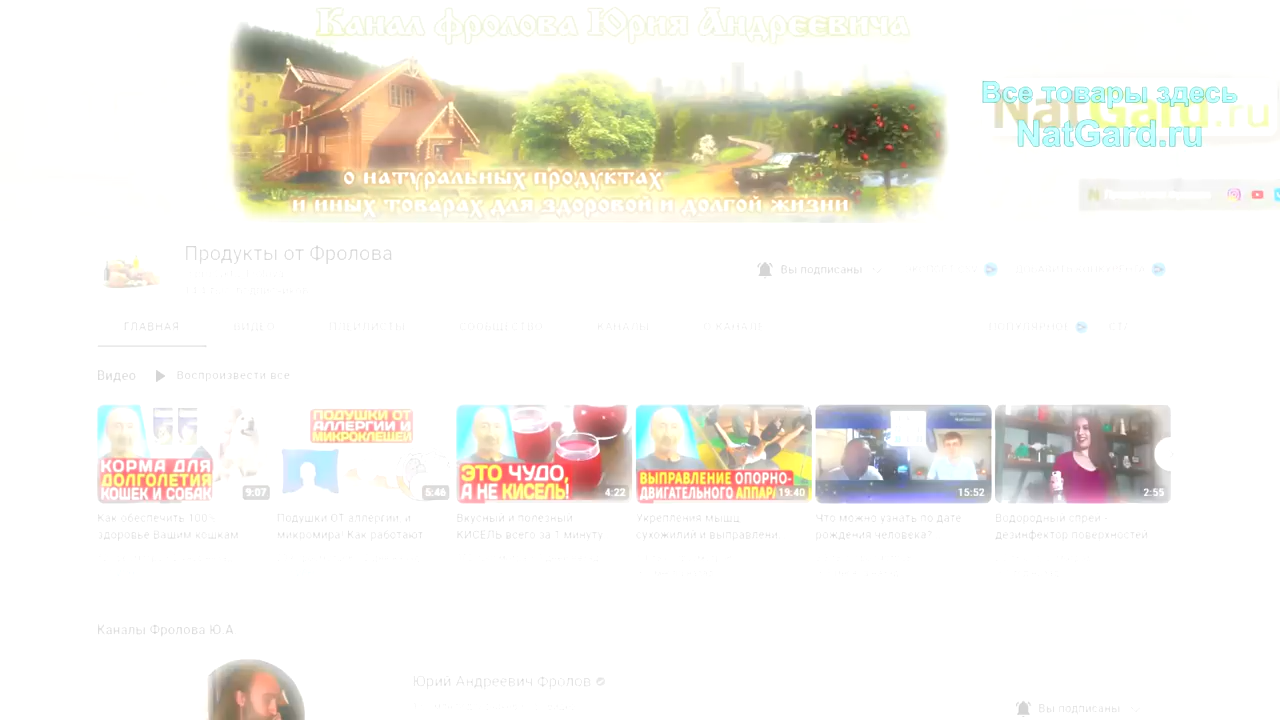 Канал фролова Юрия Андреевича
Все товары здесь
NatGard.ru
NatGard.ru
о натуральных продуктах
и иных товарах для здоровой и долгой жизни
Продукты от Фролова
Вы подписаны
ГЛАВНАЯ
ВИДЕО
ПЛЕЙЛИСТЫ
СООБЩЕСТВО
КАНАЛЫ
О КАНАЛЕ
Видео
Воспроизвести все
КОРМА ДЛЯ
ДОЛГОЛЕТИЯ
КОШЕК И СОБАК
9:07
ПОДУШКИ ОТ
АЛЛЕРГИИ И
МИКРОКЛЕЩЕЙ
5:46
ЭТО ЧУДО,
А НЕ КИСЕЛЬ!
4:22
ВЫПРАВЛЕНИЕ ОПОРНО-
ДВИГАТЕЛЬНОГО АППАР
19:40
15:52
2:55
Как обеспечить 100 -
здоровье Вашим кошкам
Подушки ОТ аллергии, и
микромира! Как работают
Вкусный и полезный
КИСЕЛЬ всего за 1 минуту
Укрепления мышц
сухожилий и выправлени
Что можно узнать по дате
рождения человека?
Водородный спрей -
дезинфектор поверхностей
Каналы Фролова Ю.А
Юрий Андреевич Фролов
Вы подписаны